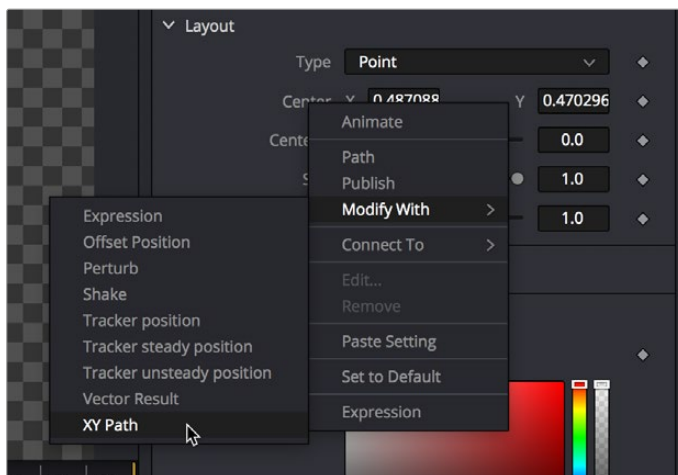 Layout
Type Point
Center X 0.487088 Y 0.470296
Cente 0.0
S 1.0
1.0
Animate
Path
Publish
Modify With
Connect To
Edit...
Remove
Paste Setting
Set to Default
Expression
Expression
Offset Position
Perturb
Shake
Tracker position
Tracker steady position
Tracker unsteady position
Vector Result
XY Path